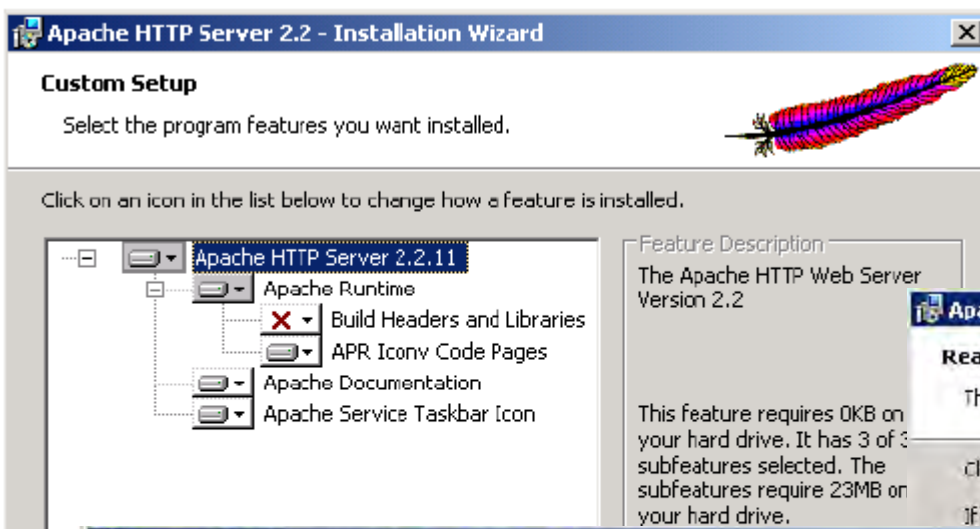 Apache HTTP Server 2.2 - Installation Wizard
Custom Setup
Select the program features you want installed.
Click on an icon in the list below to change how a feature is installed.
Apache HTTP Server 2.2.11
Apache Runtime
Build Headers and Libraries
APR Iconv Code Pages
Apache Documentation
Apache Service Taskbar Icon
Feature Description
The Apache HTTP Web Server
Version 2.2
This feature requires 0KB on
your hard drive. It has 3 of 3
subfeatures selected. The
subfeatures require 23MB on
your hard drive.